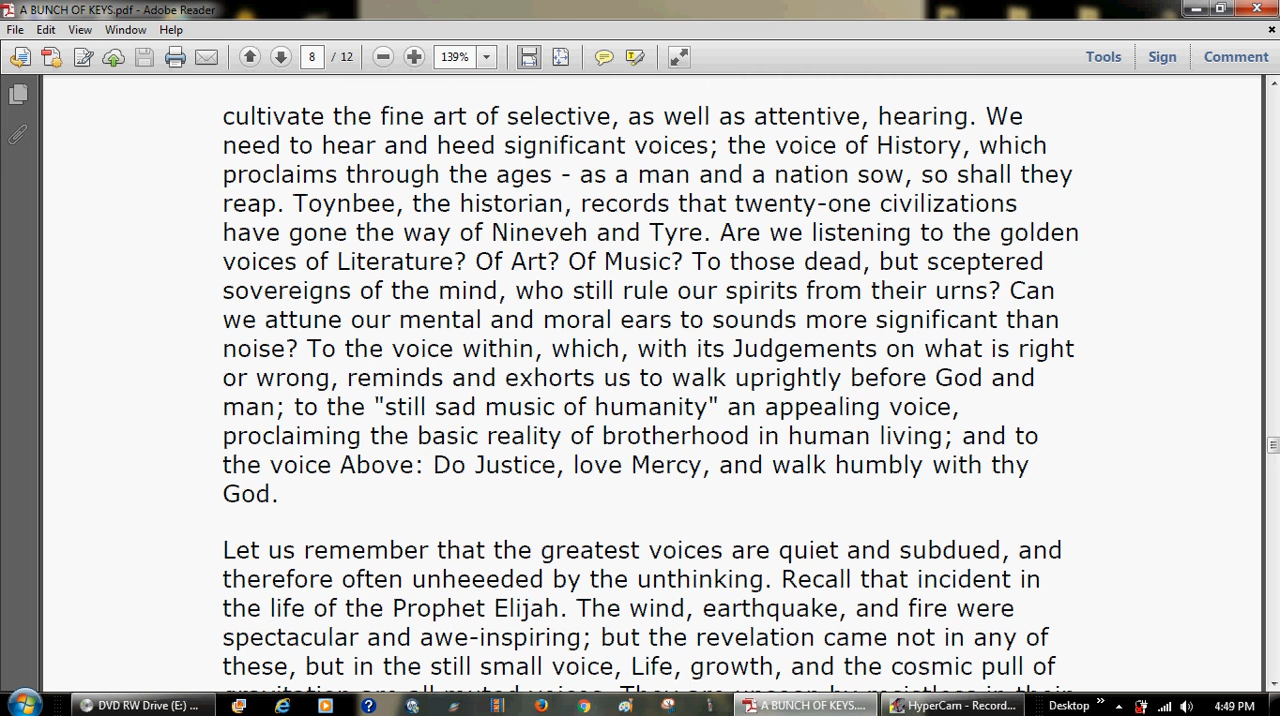 A BUNCH OF KEYS.pdf - Adobe Reader
File Edit View Window Help
8 / 12 139% Tools Sign Comment
cultivate the fine art of selective, as well as attentive, hearing. We
need to hear and heed significant voices; the voice of History, which
proclaims through the ages - as a man and a nation sow, so shall they
reap. Toynbee, the historian, records that twenty-one civilizations
have gone the way of Nineveh and Tyre. Are we listening to the golden
voices of Literature? Of Art? Of Music? To those dead, but sceptered
sovereigns of the mind, who still rule our spirits from their urns? Can
we attune our mental and moral ears to sounds more significant than
noise? To the voice within, which, with its Judgements on what is right
or wrong, reminds and exhorts us to walk uprightly before God and
man; to the "still sad music of humanity" an appealing voice,
proclaiming the basic reality of brotherhood in human living; and to
the voice Above: Do Justice, love Mercy, and walk humbly with thy
God.
Let us remember that the greatest voices are quiet and subdued, and
therefore often unheeeded by the unthinking. Recall that incident in
the life of the Prophet Elijah. The wind, earthquake, and fire were
spectacular and awe-inspiring; but the revelation came not in any of
these, but in the still small voice, Life, growth, and the cosmic pull of
gravitation are all muted voices. They are unseen by resistless in their
DVD RW Drive (E:) ... A BUNCH OF KEYS.... HyperCam - Record... Desktop 4:49 PM